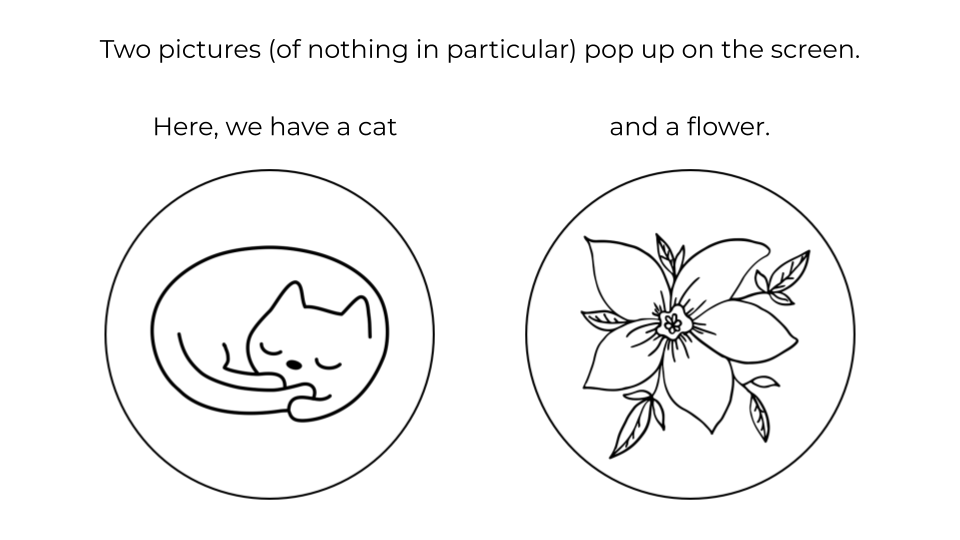 Two pictures (of nothing in particular) pop up on the screen.
Here, we have a cat
and a flower.